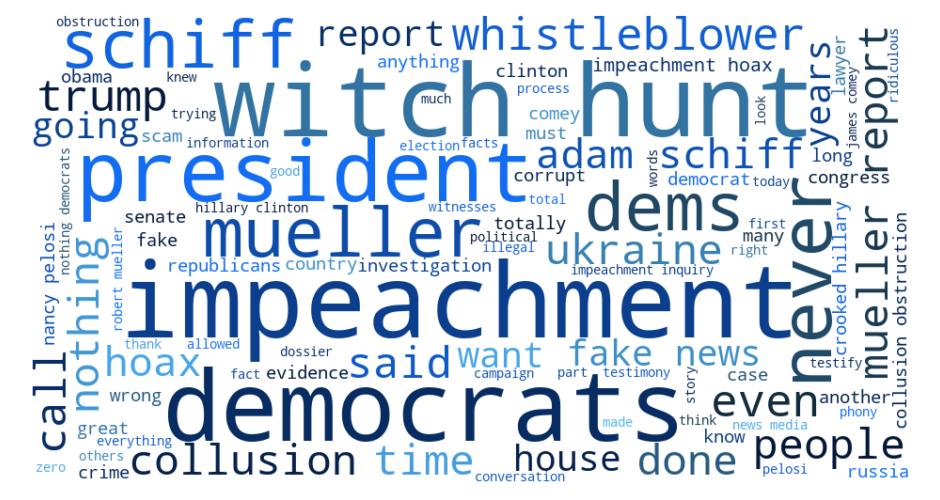 obstruction
schiff
report
whistleblower
anything
clinton
impeachment hoax
years
lawyer
report
ridiculous
obama
knew
process
trump
witch hunt
much
look
james comey
trying
comey
going
scam
information
must
election
facts
adam schiff
long
president
good
corrupt
words
democrat
today
congress
nothing democrats
total
hillary clinton
witnesses
dems
never
senate
mueller
totally
first
fake
political
illegal
ukraine
many
right
crooked hillary
mueller
collusion obstruction
nancy pelosi
nothing
robert mueller
republicans
country
investigation
impeachment inquiry
impeachment
thank
allowed
dossier
hoax
said
want
fake news
testify
call
fact
evidence
campaign
part
testimony
story
case
wrong
democrats
even
another
phony
great
made
think
news media
everything
know
people
others
zero
crime
collusion
time
house
done
conversation
pelosi
russia